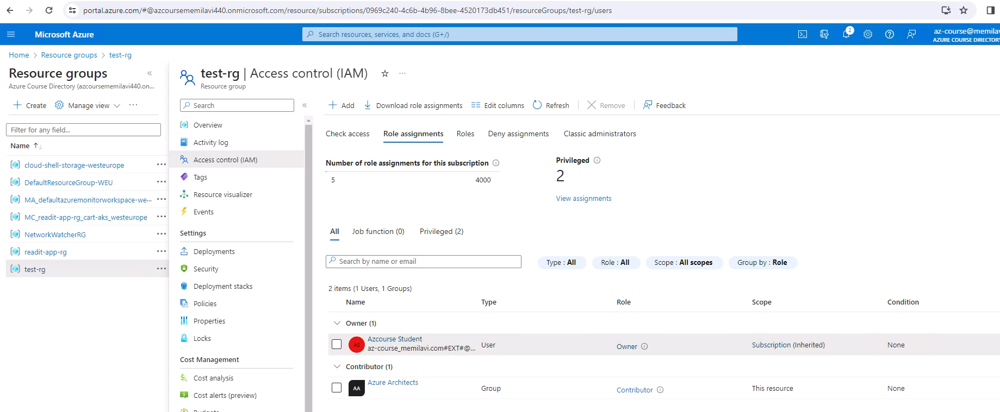 portal.azure.com/#@azcoursememilavi440.onmicrosoft.com/resource/subscriptions/0969c240-4c6b-4b96-8bee-4520173db451/resourceGroups/test-rg/users
Microsoft Azure
Search resources, services, and docs (G+/)
2
az-course@memilav
AZURE COURSE DIRECTORY
Home > Resource groups > test-rg
Resource groups
Azure Course Directory (azcoursememilavi440.on...
Create Manage view ...
Filter for any field...
Name
cloud-shell-storage-westeurope ...
DefaultResourceGroup-WEU ...
MA_defaultazuremonitorworkspace-we... ...
MC_readit-app-rg_cart-aks_westeurope ...
NetworkWatcherRG ...
readit-app-rg ...
test-rg ...
test-rg | Access control (IAM) ...
Resource group
Search
Overview
Activity log
Access control (IAM)
Tags
Resource visualizer
Events
Settings
Deployments
Security
Deployment stacks
Policies
Properties
Locks
Cost Management
Cost analysis
Cost alerts (preview)
Budgets
Add Download role assignments Edit columns Refresh Remove Feedback
Check access Role assignments Roles Deny assignments Classic administrators
Number of role assignments for this subscription
5 4000
Privileged
2
View assignments
All Job function (0) Privileged (2)
Search by name or email
Type : All Role : All Scope : All scopes Group by : Role
2 items (1 Users, 1 Groups)
Name Type Role Scope Condition
Owner (1)
AS Azcourse Student
az-course_memilavi.com#EXT#@... User Owner Subscription (Inherited) None
Contributor (1)
AA Azure Architects
Group Contributor This resource None